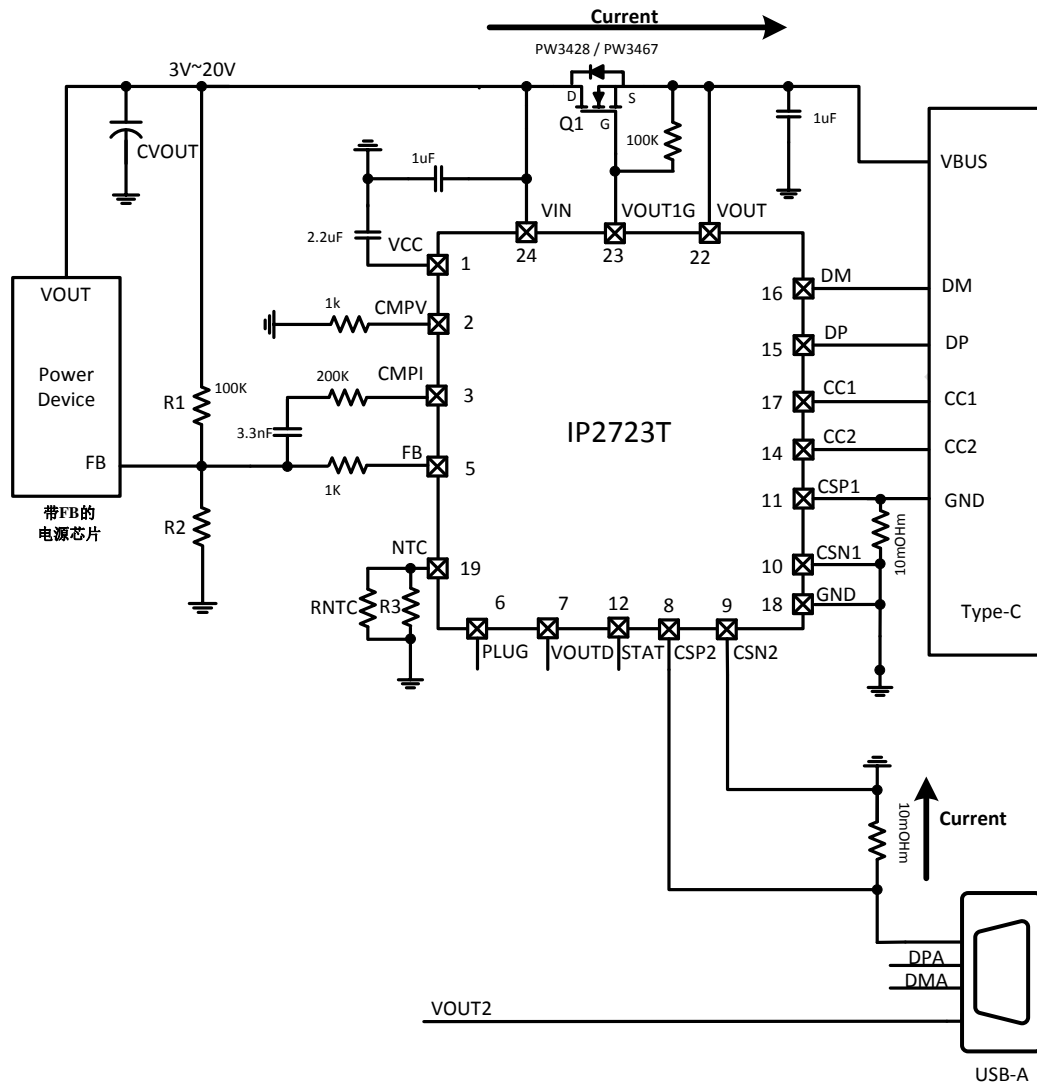 Current
PW3428 / PW3467
3V~20V
D
S
Q1
G
1uF
CVOUT
100K
1uF
VBUS
VIN
VOUT1G
VOUT
2.2uF
VCC
1
24
23
22
VOUT
DM
16
DM
1k
CMPV
2
DP
15
DP
Power
Device
R1
100K
200K
CMPI
3
CC1
17
CC1
3.3nF
IP2723T
CC2
14
CC2
FB
FB
5
1K
CSP1
11
GND
带FB的
电源芯片
R2
10mOHm
NTC
19
CSN1
10
GND
18
RNTC
R3
6
7
12
8
9
Type-C
PLUG
VOUTD
STAT
CSP2
CSN2
10mOHm
Current
DPA
DMA
VOUT2
USB-A